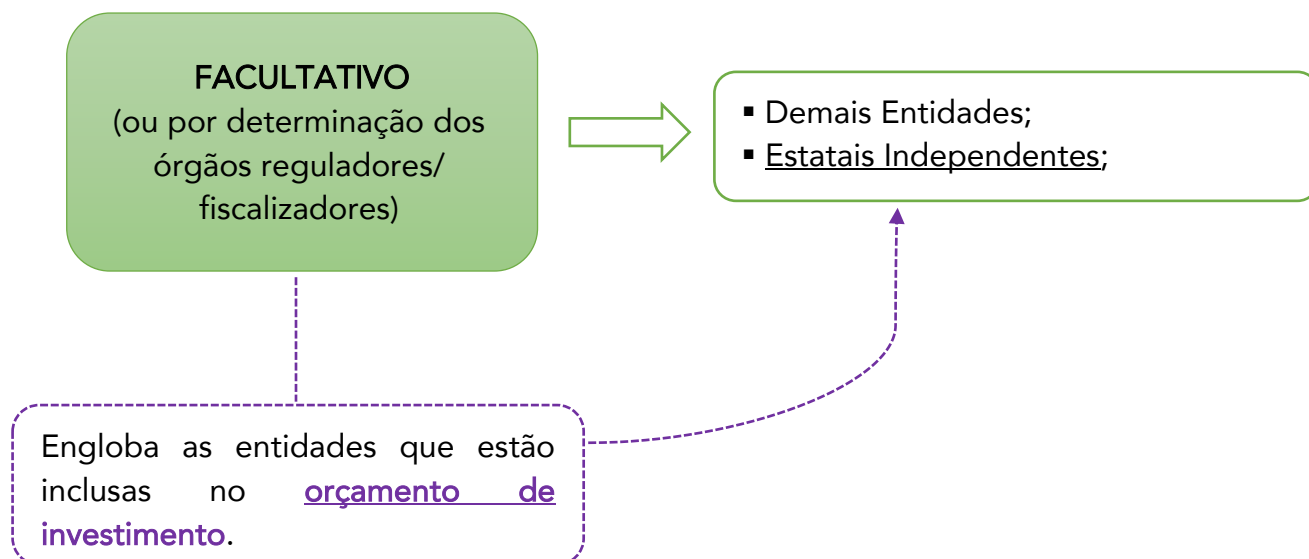 FACULTATIVO
(ou por determinação dos
órgãos reguladores/
fiscalizadores)
▪ Demais Entidades;
▪ Estatais Independentes;
Engloba as entidades que estão
inclusas no orçamento de
investimento.